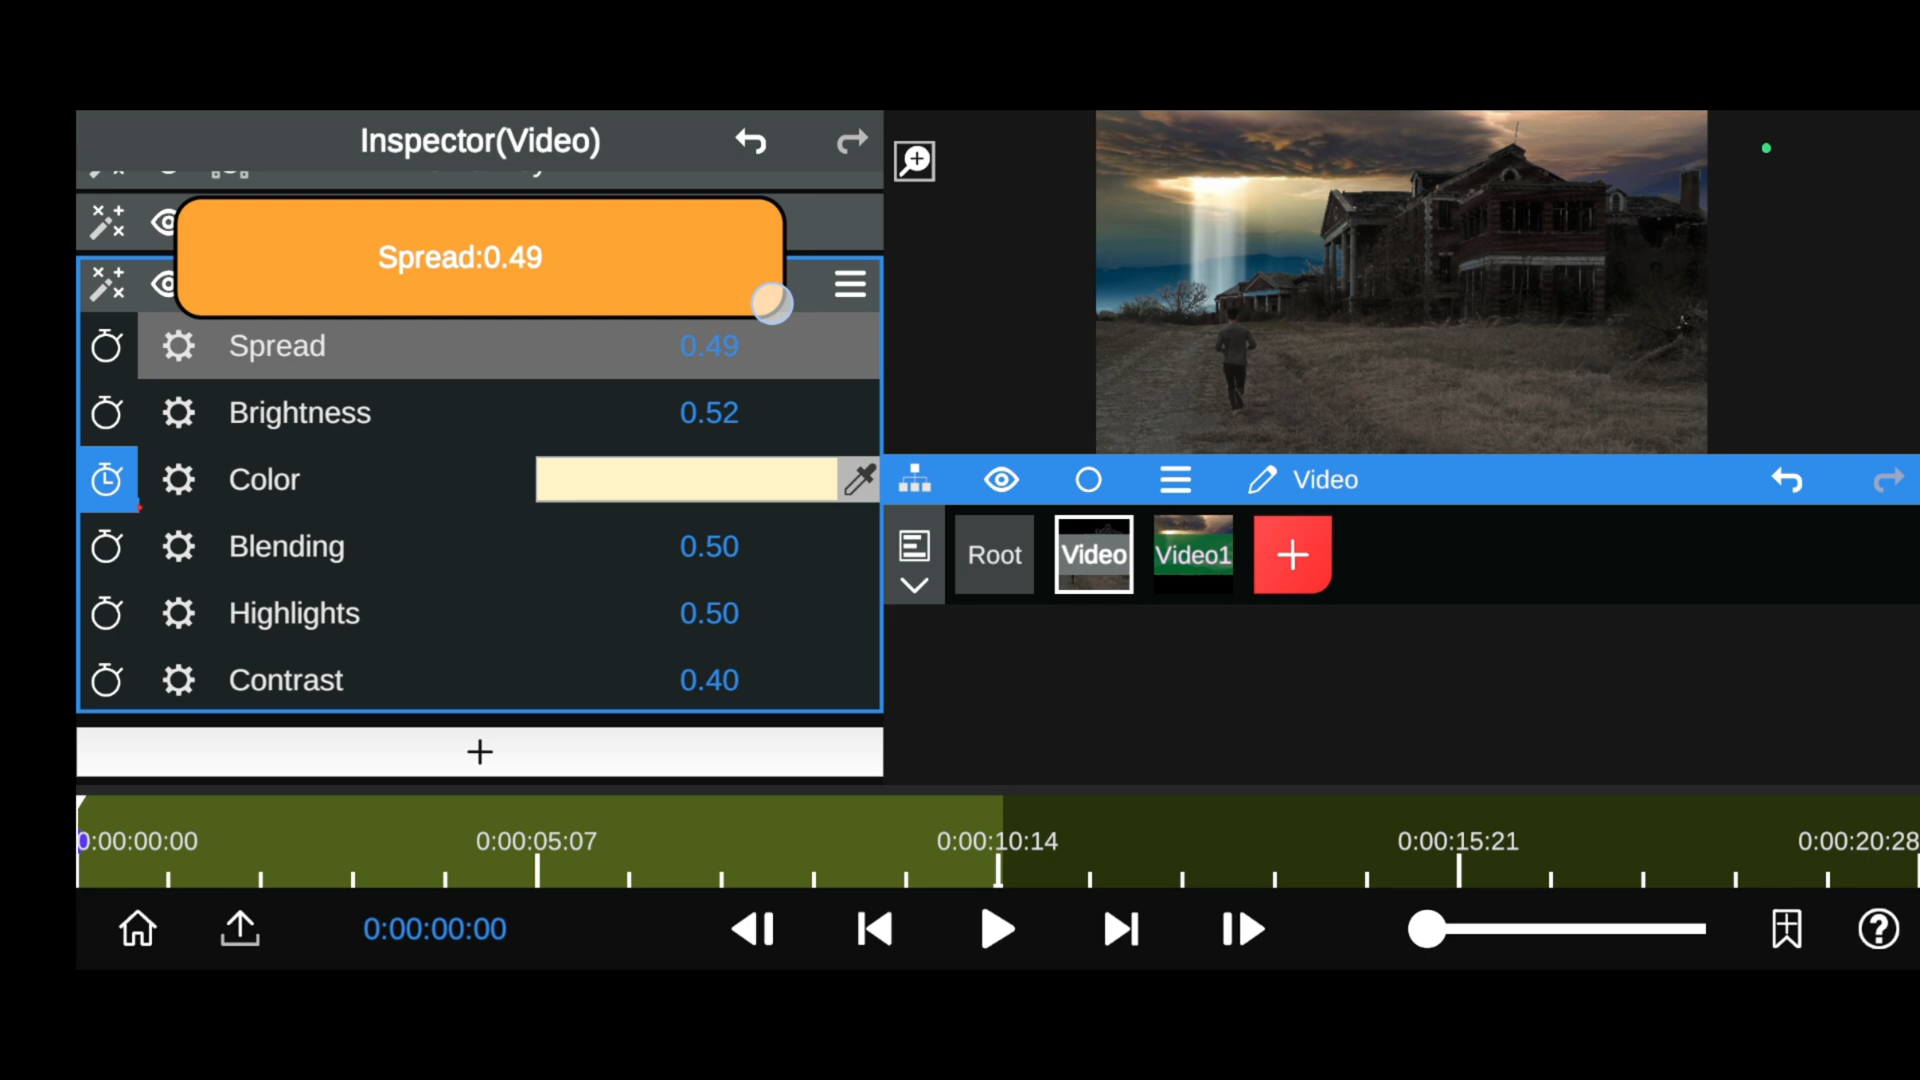 Inspector(Video)
Spread:0.49
Spread 0.49
Brightness 0.52
Color
Blending 0.50
Highlights 0.50
Contrast 0.40
+
Video
Root
Video
Video1
+
0:00:00:00
0:00:05:07
0:00:10:14
0:00:15:21
0:00:20:28
0:00:00:00
?